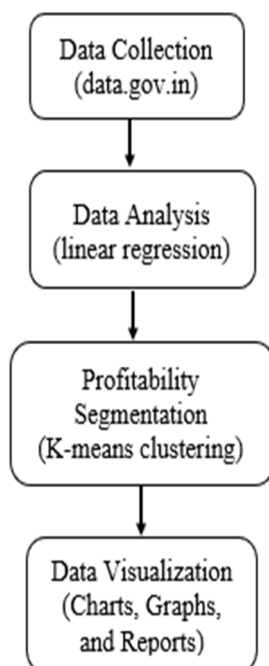 Data Collection
(data.gov.in)
Data Analysis
(linear regression)
Profitability
Segmentation
(K-means clustering)
Data Visualization
(Charts, Graphs,
and Reports)